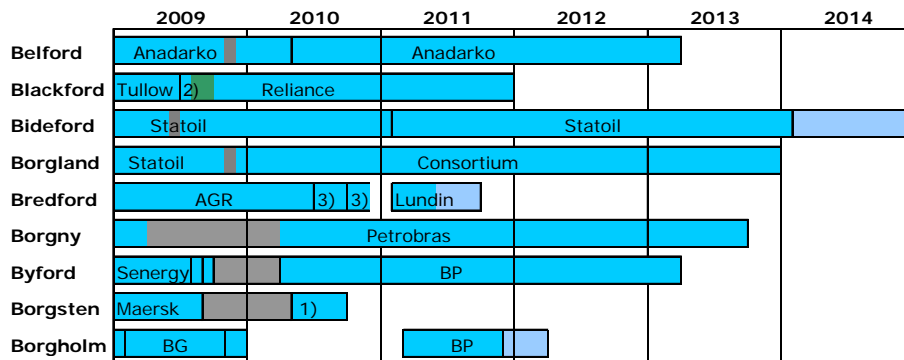 2009 2010 2011 2012 2013 2014
Belford Anadarko Anadarko
Blackford Tullow 2) Reliance
Bideford Statoil Statoil
Borgland Statoil Consortium
Bredford AGR 3) 3) Lundin
Borgny Petrobras
Byford Senergy BP
Borgsten Maersk 1)
Borgholm BG BP